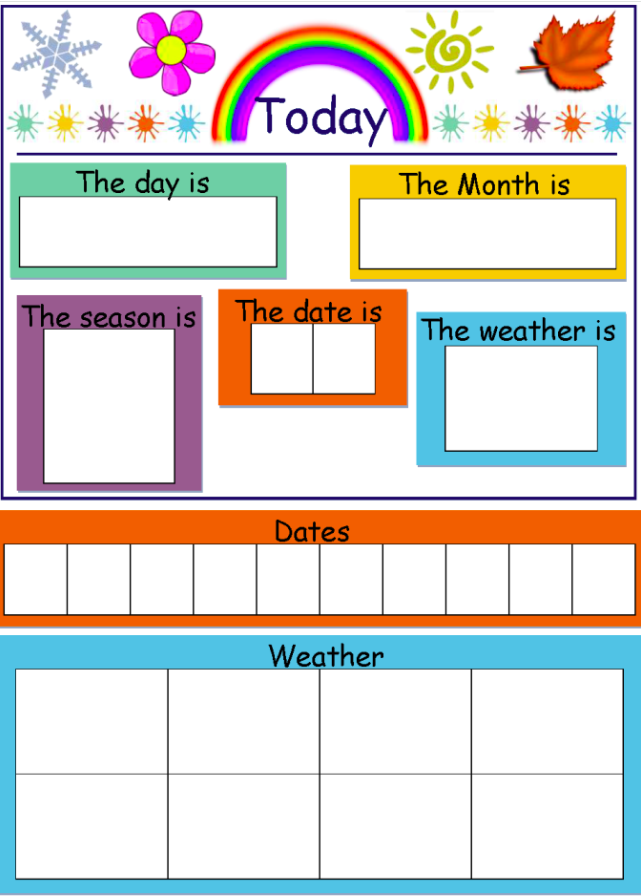 Today
The day is
The Month is
The season is
The date is
The weather is
Dates
Weather